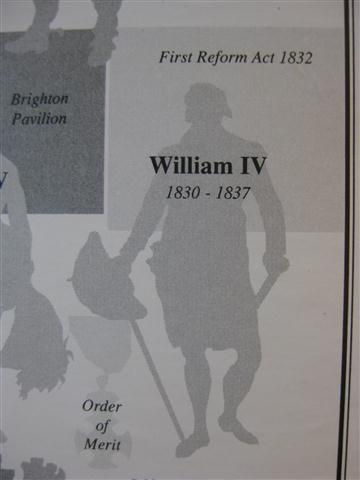 First Reform Act 1832
Brighton
Pavilion
William IV
1830 - 1837
Order
of
Merit